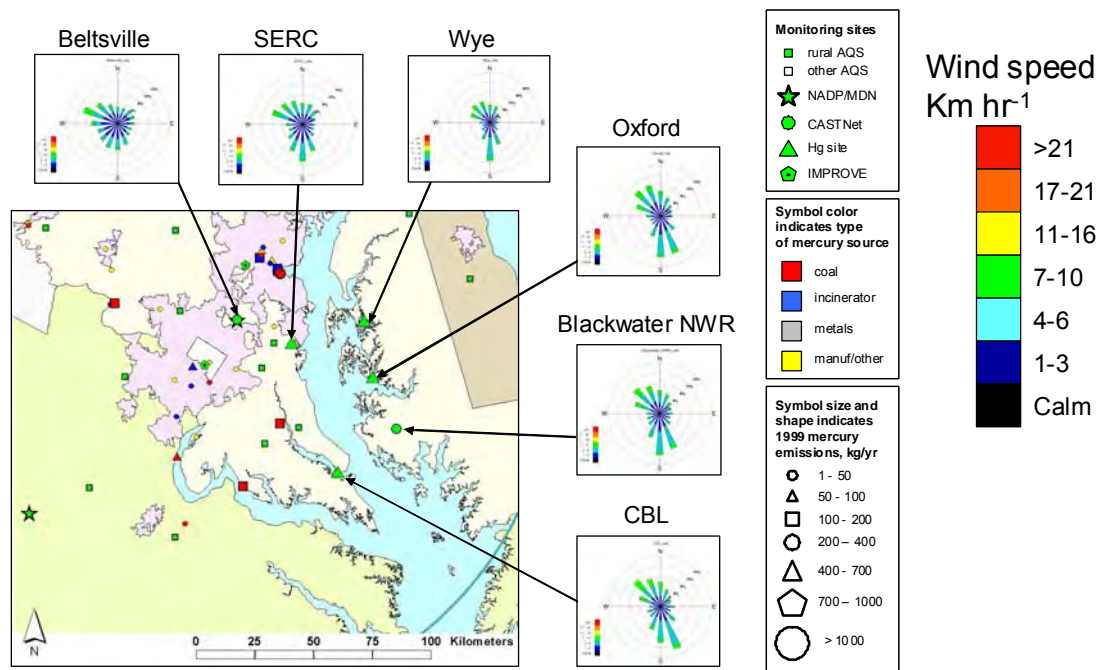 Beltsville
SERC
Wye
Oxford
Blackwater NWR
CBL
N
W
E
S
N
W
E
S
N
W
E
S
N
W
E
S
N
W
E
S
N
W
E
S
N
0 25 50 75 100 Kilometers
Monitoring sites
rural AQS
other AQS
NADP/MDN
CASTNet
Hg site
IMPROVE
Symbol color
indicates type
of mercury source
coal
incinerator
metals
manuf/other
Symbol size and
shape indicates
1999 mercury
emissions, kg/yr
1 - 50
50 - 100
100 - 200
200 – 400
400 - 700
700 – 1000
> 1000
Wind speed
Km hr-1
>21
17-21
11-16
7-10
4-6
1-3
Calm